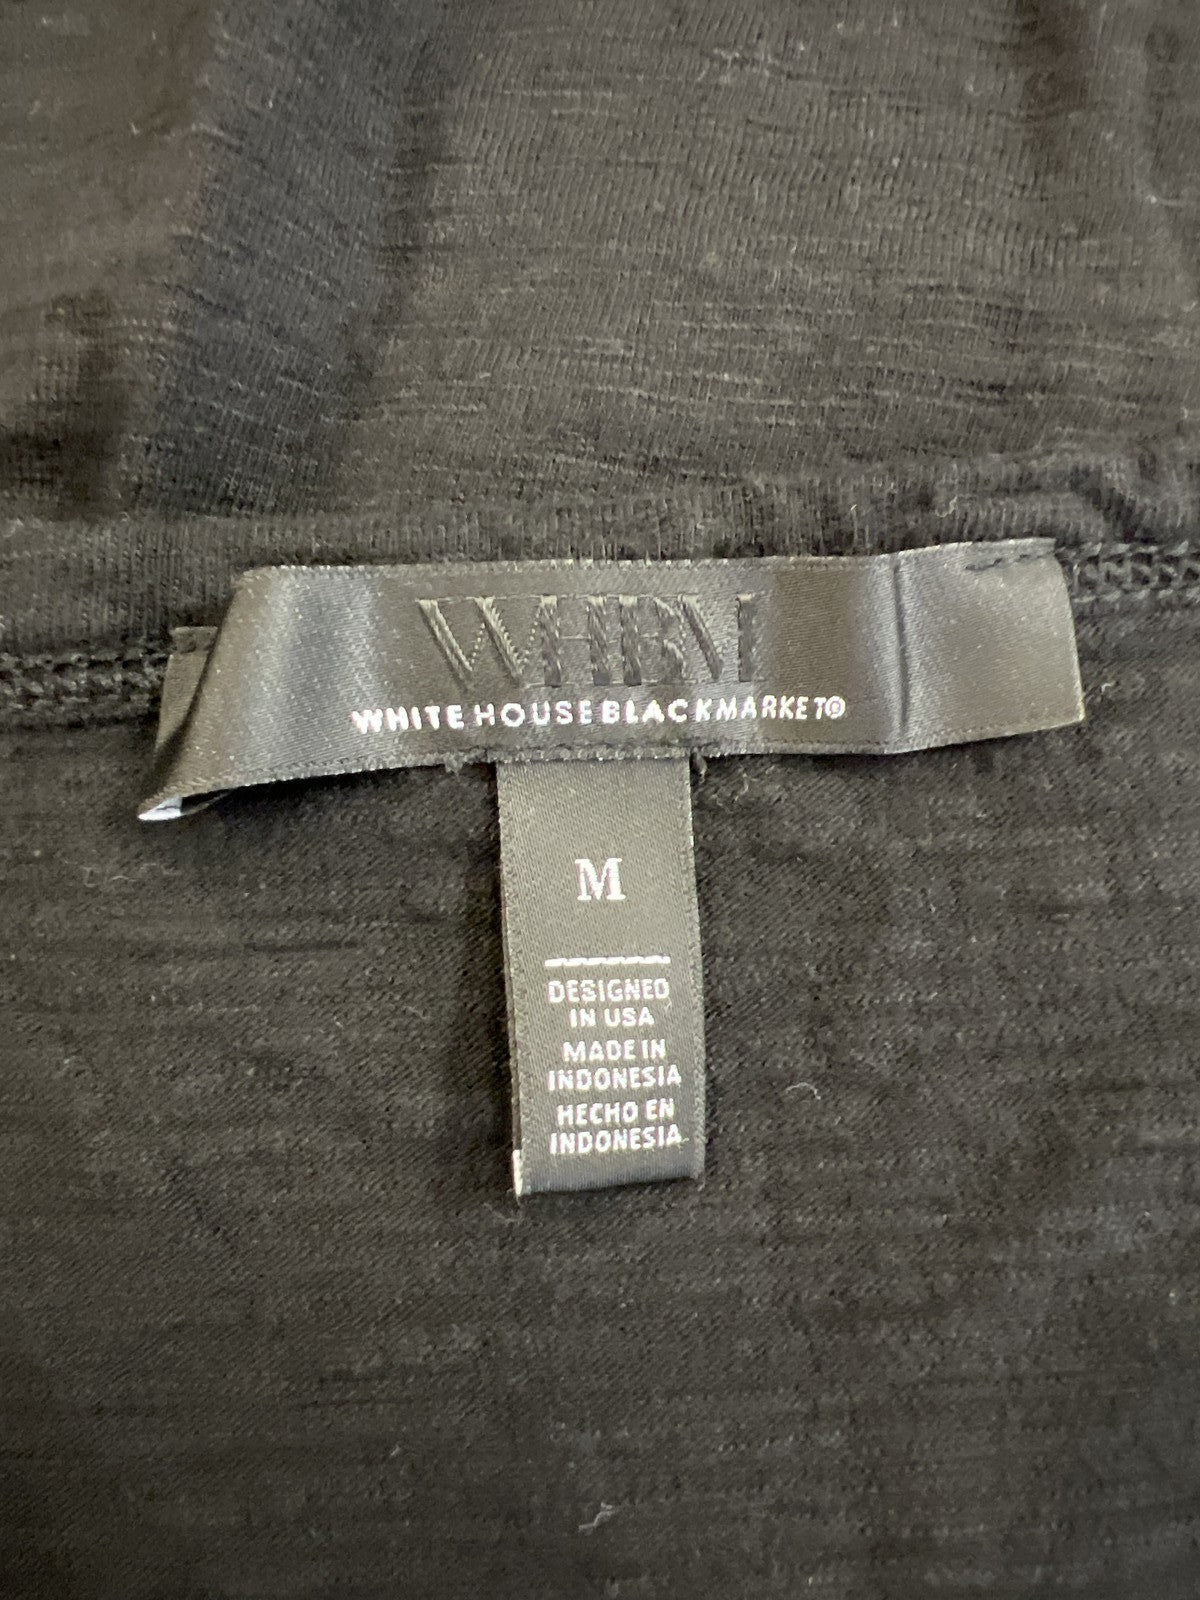 WHBM
WHITE HOUSE BLACK MARKET®
M
DESIGNED
IN USA
MADE IN
INDONESIA
HECHO EN
INDONESIA